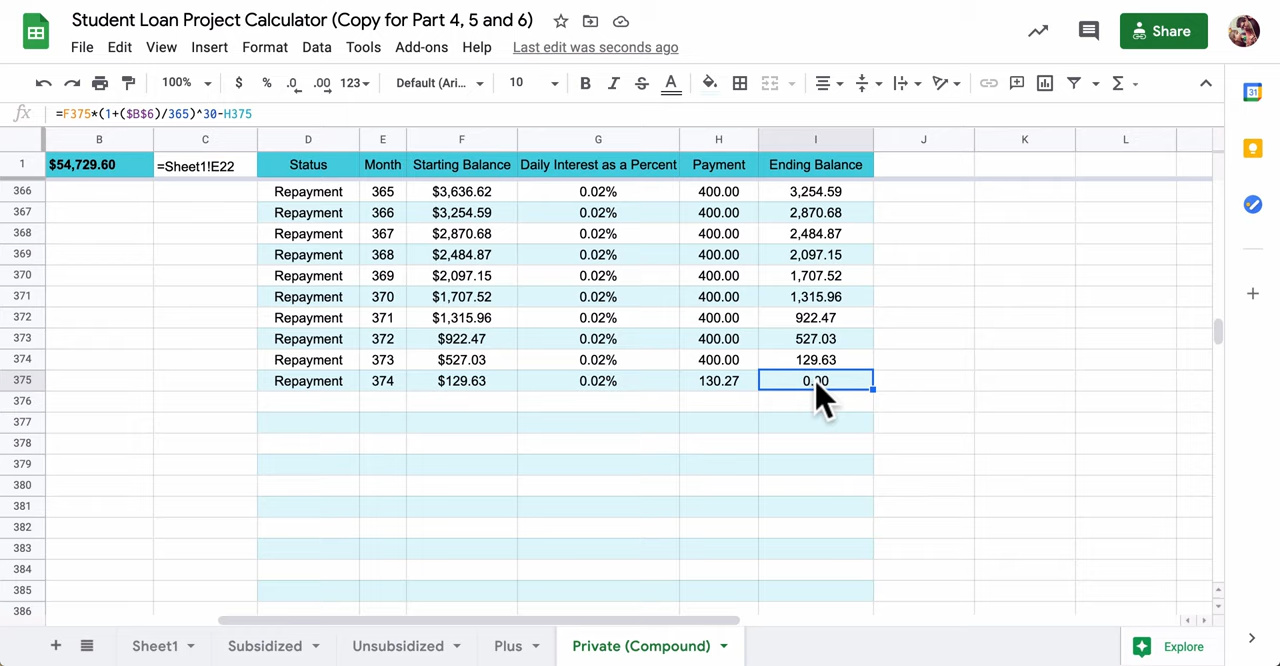 Student Loan Project Calculator (Copy for Part 4, 5 and 6)
File Edit View Insert Format Data Tools Add-ons Help Last edit was seconds ago
Share
100% $ % .0 .00 123 Default (Ari... 10 B I S A
fx =F375*(1+($B$6)/365)^30-H375
B C D E F G H I J K L
1 $54,729.60 =Sheet1!E22 Status Month Starting Balance Daily Interest as a Percent Payment Ending Balance
366 Repayment 365 $3,636.62 0.02% 400.00 3,254.59
367 Repayment 366 $3,254.59 0.02% 400.00 2,870.68
368 Repayment 367 $2,870.68 0.02% 400.00 2,484.87
369 Repayment 368 $2,484.87 0.02% 400.00 2,097.15
370 Repayment 369 $2,097.15 0.02% 400.00 1,707.52
371 Repayment 370 $1,707.52 0.02% 400.00 1,315.96
372 Repayment 371 $1,315.96 0.02% 400.00 922.47
373 Repayment 372 $922.47 0.02% 400.00 527.03
374 Repayment 373 $527.03 0.02% 400.00 129.63
375 Repayment 374 $129.63 0.02% 130.27 0.00
376
377
378
379
380
381
382
383
384
385
386
Sheet1 Subsidized Unsubsidized Plus Private (Compound) Explore
31